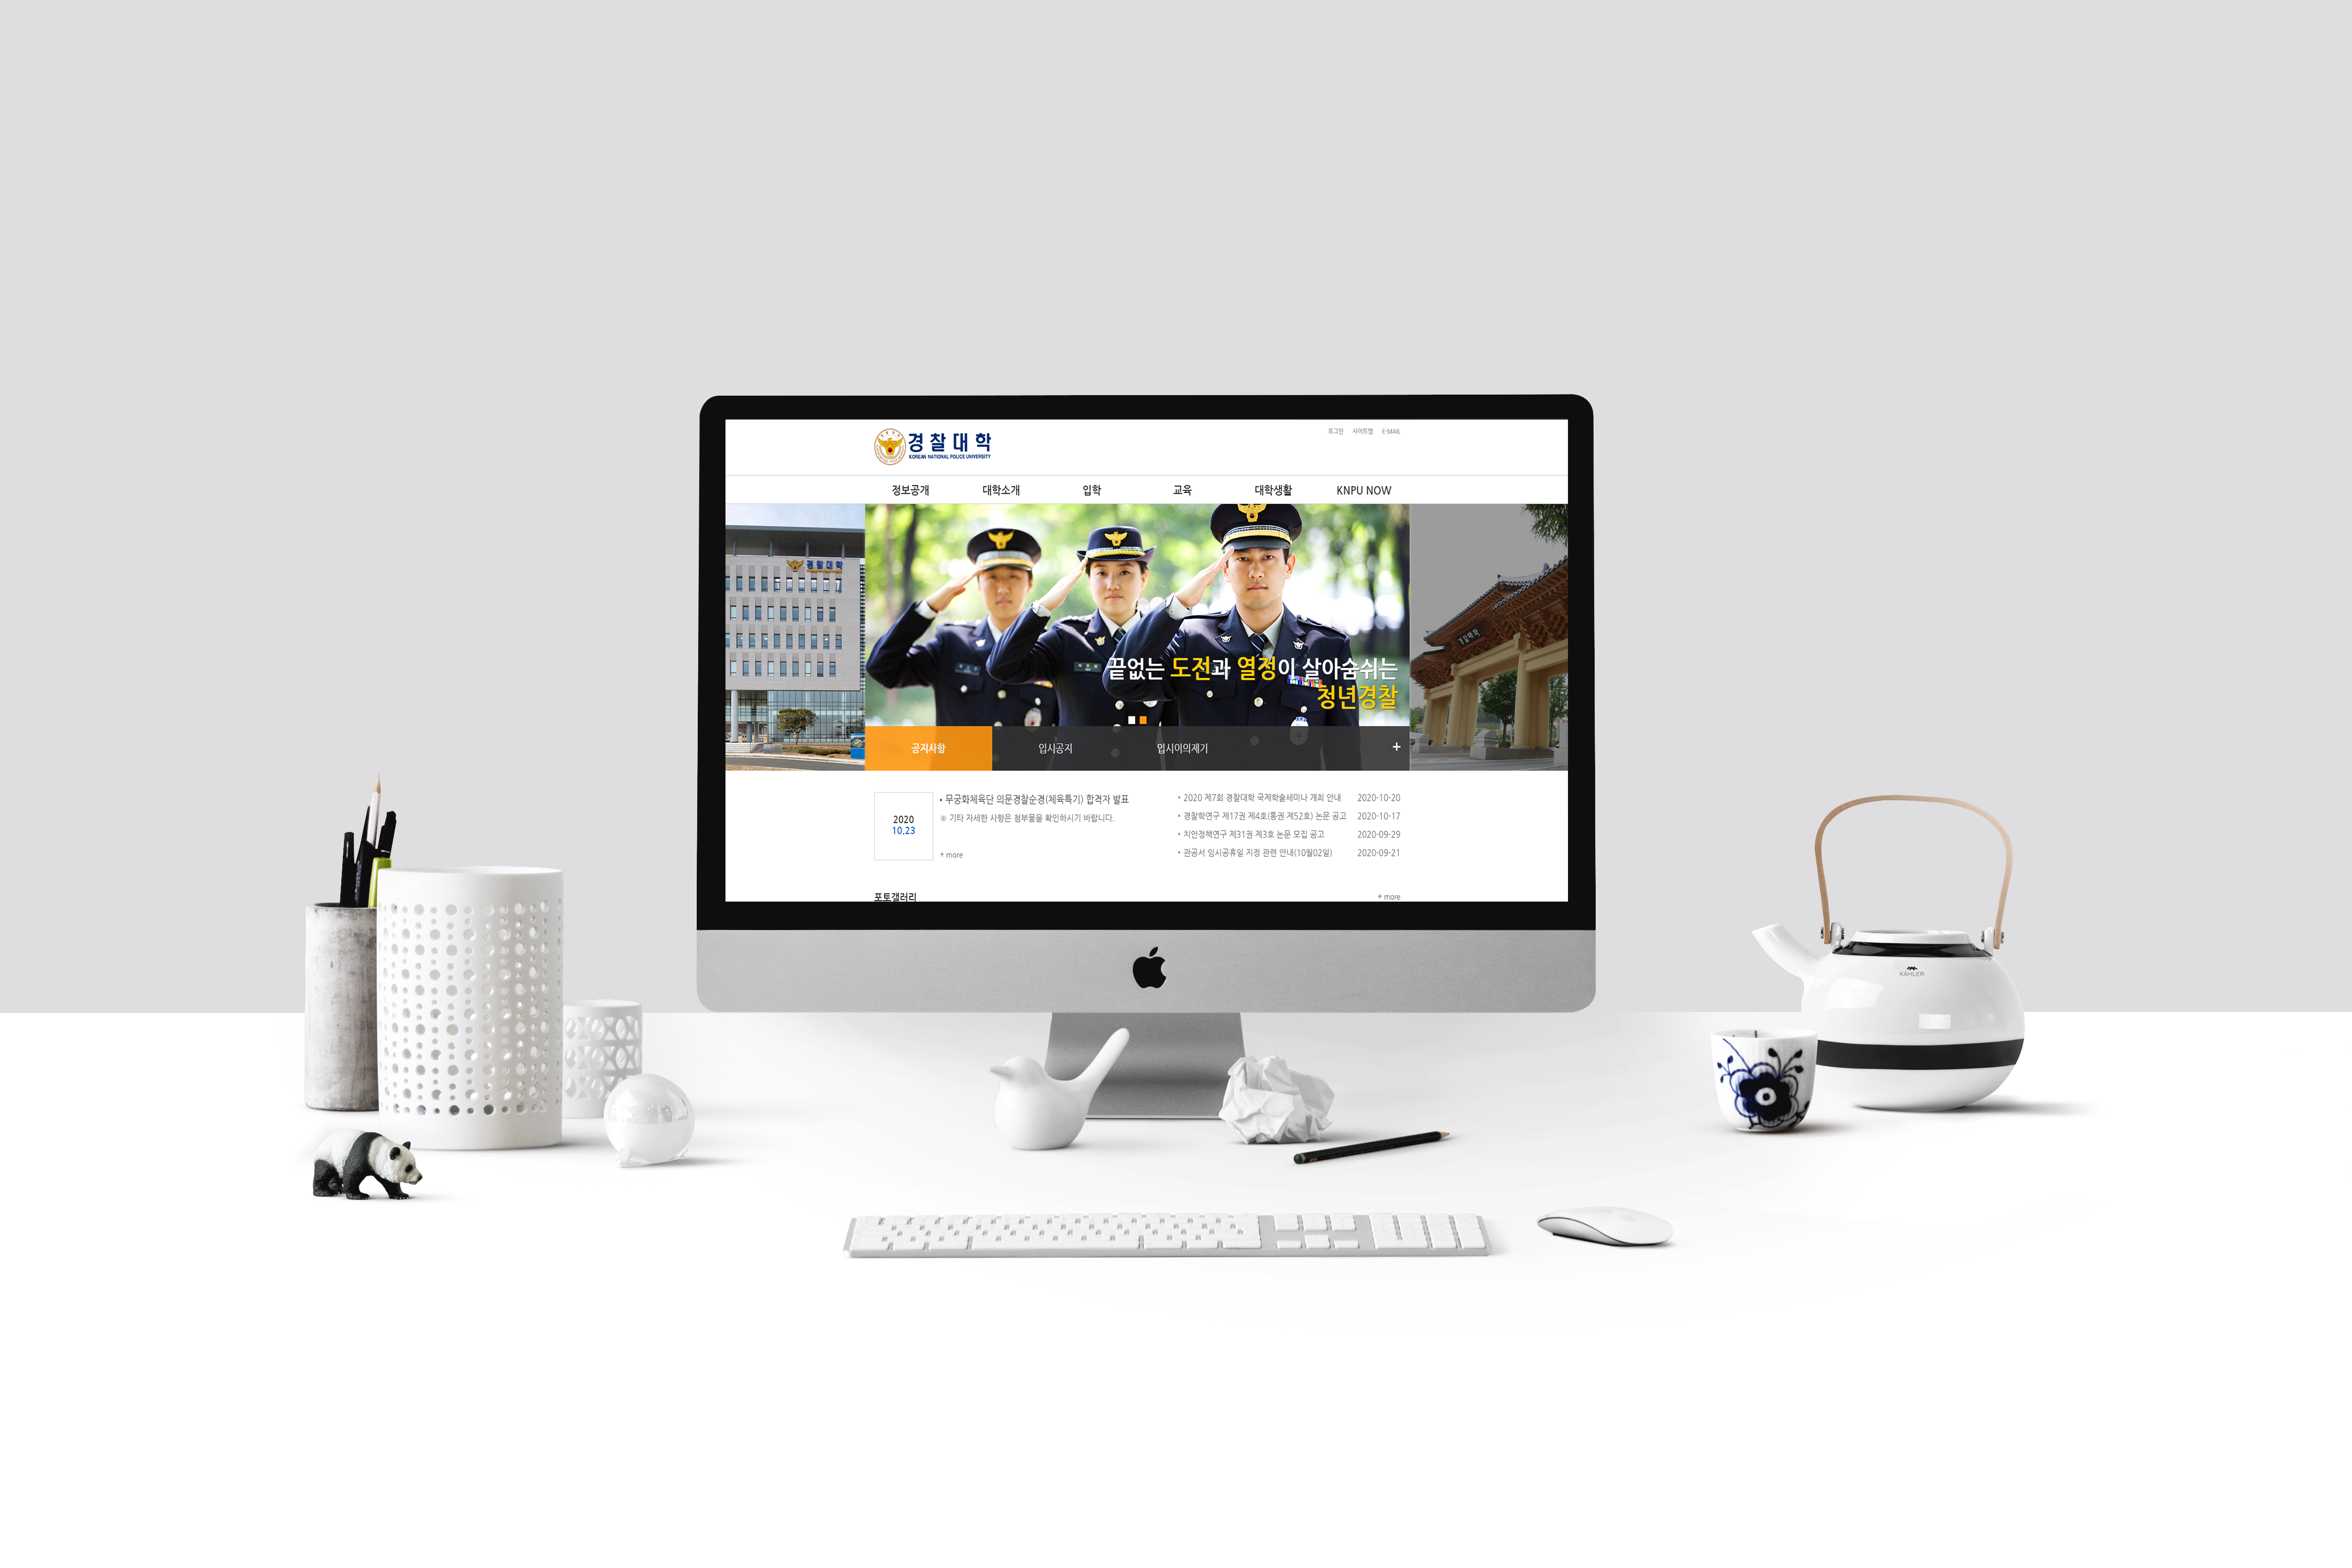 경찰대학
KOREAN NATIONAL POLICE UNIVERSITY
로그인 사이트맵 E-MAIL
정보공개 대학소개 입학 교육 대학생활 KNPU NOW
경찰대학
경찰대학
끝없는 도전과 열정이 살아숨쉬는
청년경찰
공지사항 입시공지 입시이의제기 +
2020
10.23
• 무궁화체육단 의문경찰순경(체육특기) 합격자 발표
※ 기타 자세한 사항은 첨부물을 확인하시기 바랍니다.
+ more
• 2020 제7회 경찰대학 국제학술세미나 개최 안내 2020-10-20
• 경찰학연구 제17권 제4호(통권 제52호) 논문 공고 2020-10-17
• 치안정책연구 제31권 제3호 논문 모집 공고 2020-09-29
• 관공서 임시공휴일 지정 관련 안내(10월02일) 2020-09-21
포토갤러리 + more
KÄHLER